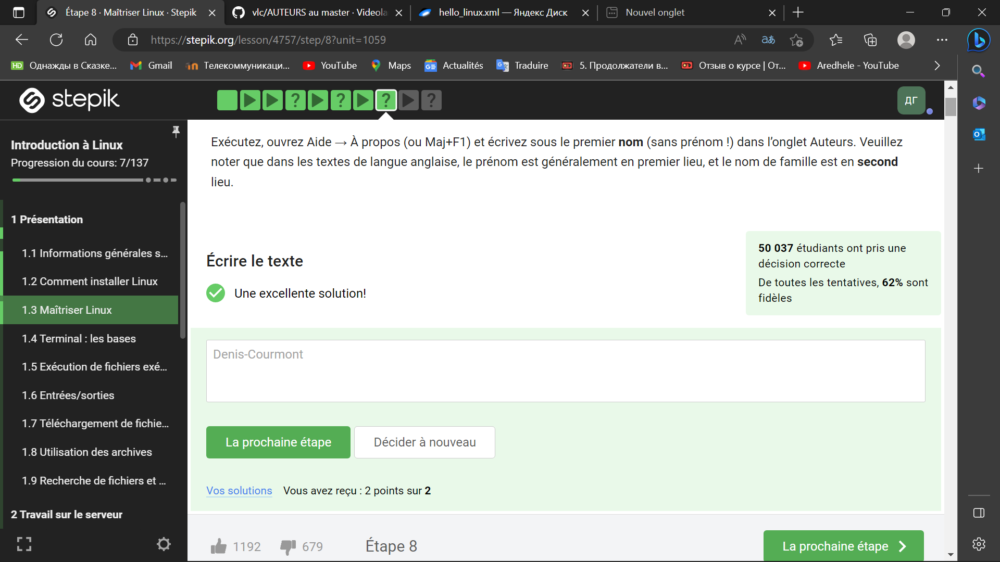 Étape 8 · Maîtriser Linux · Stepik
vlc/AUTEURS au master · Videola
hello_linux.xml — Яндекс Диск
Nouvel onglet
https://stepik.org/lesson/4757/step/8?unit=1059
Однажды в Сказке...
Gmail
Телекоммуникаци...
YouTube
Maps
Actualités
Traduire
5. Продолжатели в...
Отзыв о курсе | От...
Aredhele - YouTube
stepik
ДГ
Introduction à Linux
Progression du cours: 7/137
1 Présentation
1.1 Informations générales s...
1.2 Comment installer Linux
1.3 Maîtriser Linux
1.4 Terminal : les bases
1.5 Exécution de fichiers exé...
1.6 Entrées/sorties
1.7 Téléchargement de fichie...
1.8 Utilisation des archives
1.9 Recherche de fichiers et ...
2 Travail sur le serveur
Exécutez, ouvrez Aide → À propos (ou Maj+F1) et écrivez sous le premier nom (sans prénom !) dans l’onglet Auteurs. Veuillez
noter que dans les textes de langue anglaise, le prénom est généralement en premier lieu, et le nom de famille est en second
lieu.
50 037 étudiants ont pris une
décision correcte
De toutes les tentatives, 62% sont
fidèles
Écrire le texte
Une excellente solution!
Denis-Courmont
La prochaine étape
Décider à nouveau
Vos solutions
Vous avez reçu : 2 points sur 2
1192
679
Étape 8
La prochaine étape